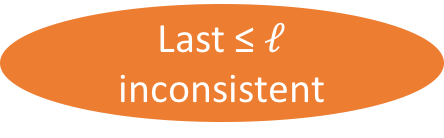 Last ≤ ℓ
inconsistent